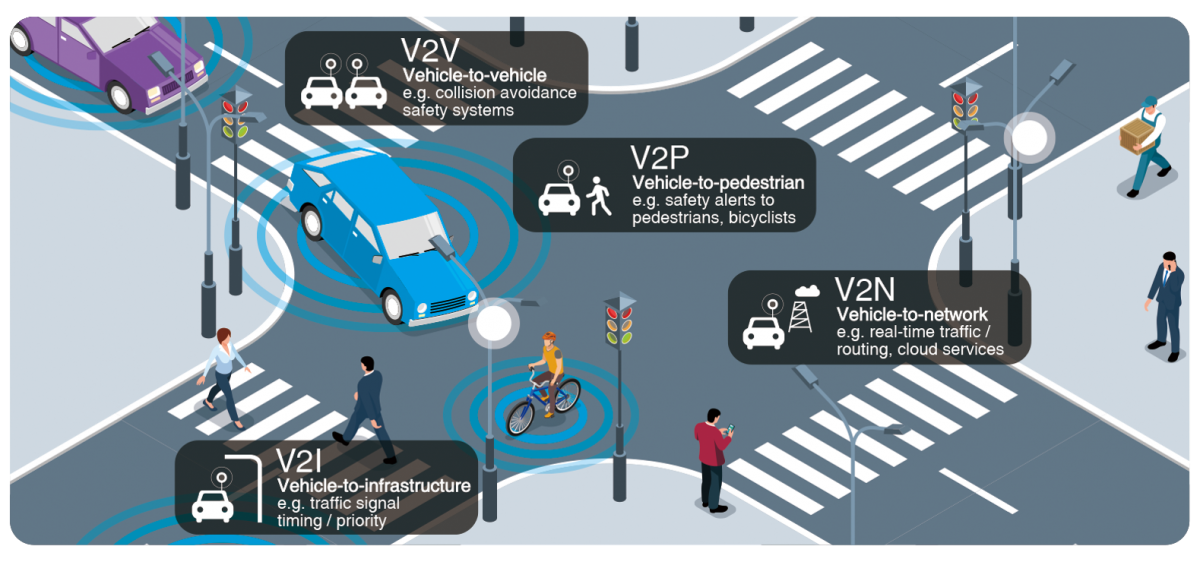 V2V
Vehicle-to-vehicle
e.g. collision avoidance
safety systems
V2P
Vehicle-to-pedestrian
e.g. safety alerts to
pedestrians, bicyclists
V2N
Vehicle-to-network
e.g. real-time traffic /
routing, cloud services
V2I
Vehicle-to-infrastructure
e.g. traffic signal
timing / priority